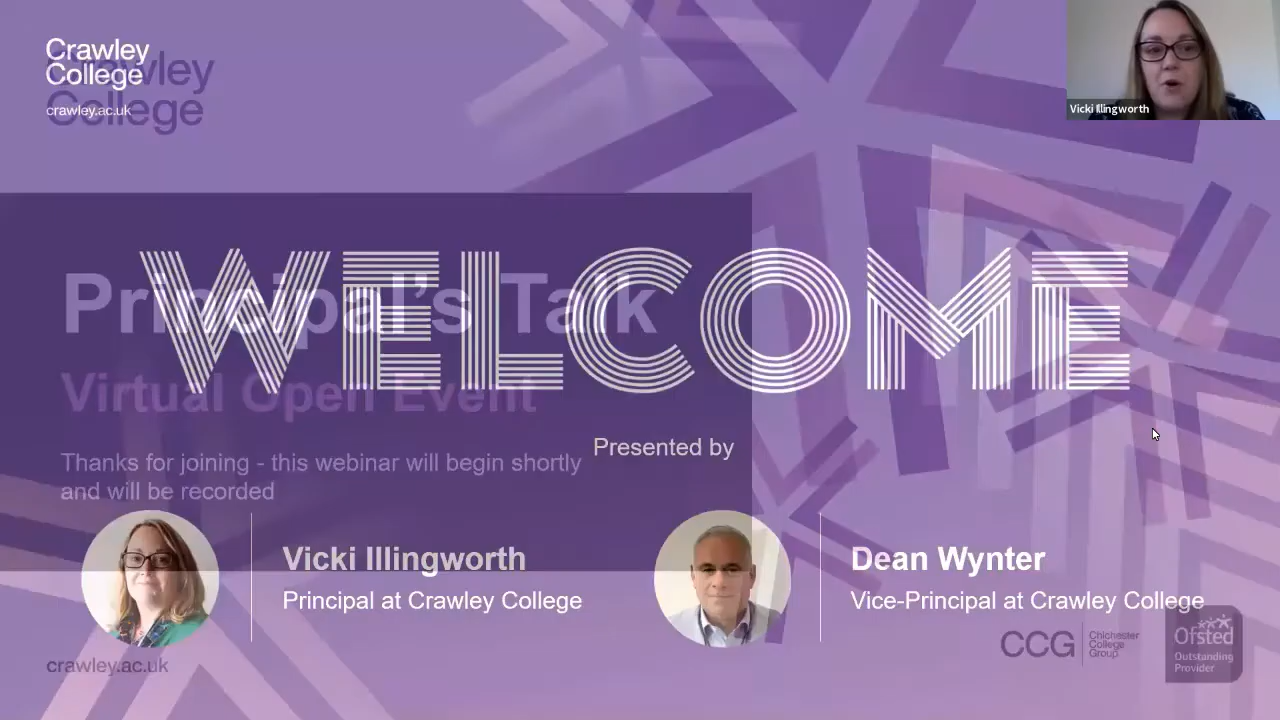 Crawley
College
crawley.ac.uk
Crawley
College
Vicki Illingworth
WELCOME
Principal's Talk
Virtual Open Event
Presented by
Thanks for joining - this webinar will begin shortly
and will be recorded
Vicki Illingworth
Principal at Crawley College
Dean Wynter
Vice-Principal at Crawley College
CCG
Chichester
College
Group
Ofsted
Outstanding
Provider
crawley.ac.uk